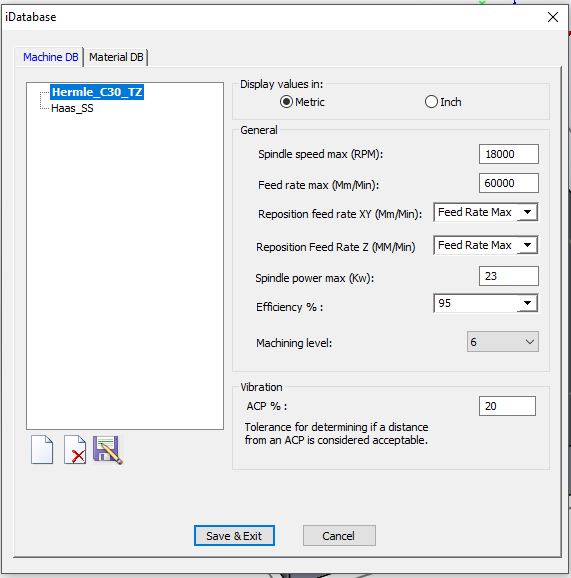 iDatabase
Machine DB
Material DB
Hermle_C30_TZ
Haas_SS
Display values in:
Metric
Inch
General
Spindle speed max (RPM):
18000
Feed rate max (Mm/Min):
60000
Reposition feed rate XY (Mm/Min):
Feed Rate Max
Reposition Feed Rate Z (MM/Min)
Feed Rate Max
Spindle power max (Kw):
23
Efficiency % :
95
Machining level:
6
Vibration
ACP % :
20
Tolerance for determining if a distance
from an ACP is considered acceptable.
Save & Exit
Cancel